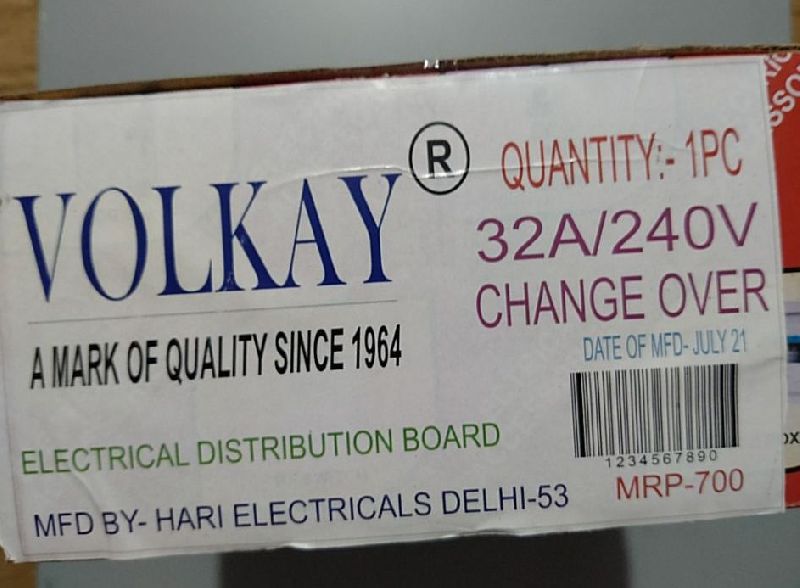 VOLKAY ®
A MARK OF QUALITY SINCE 1964
ELECTRICAL DISTRIBUTION BOARD
MFD BY- HARI ELECTRICALS DELHI-53
QUANTITY:- 1PC
32A/240V
CHANGE OVER
DATE OF MFD- JULY 21
1234567890
MRP-700